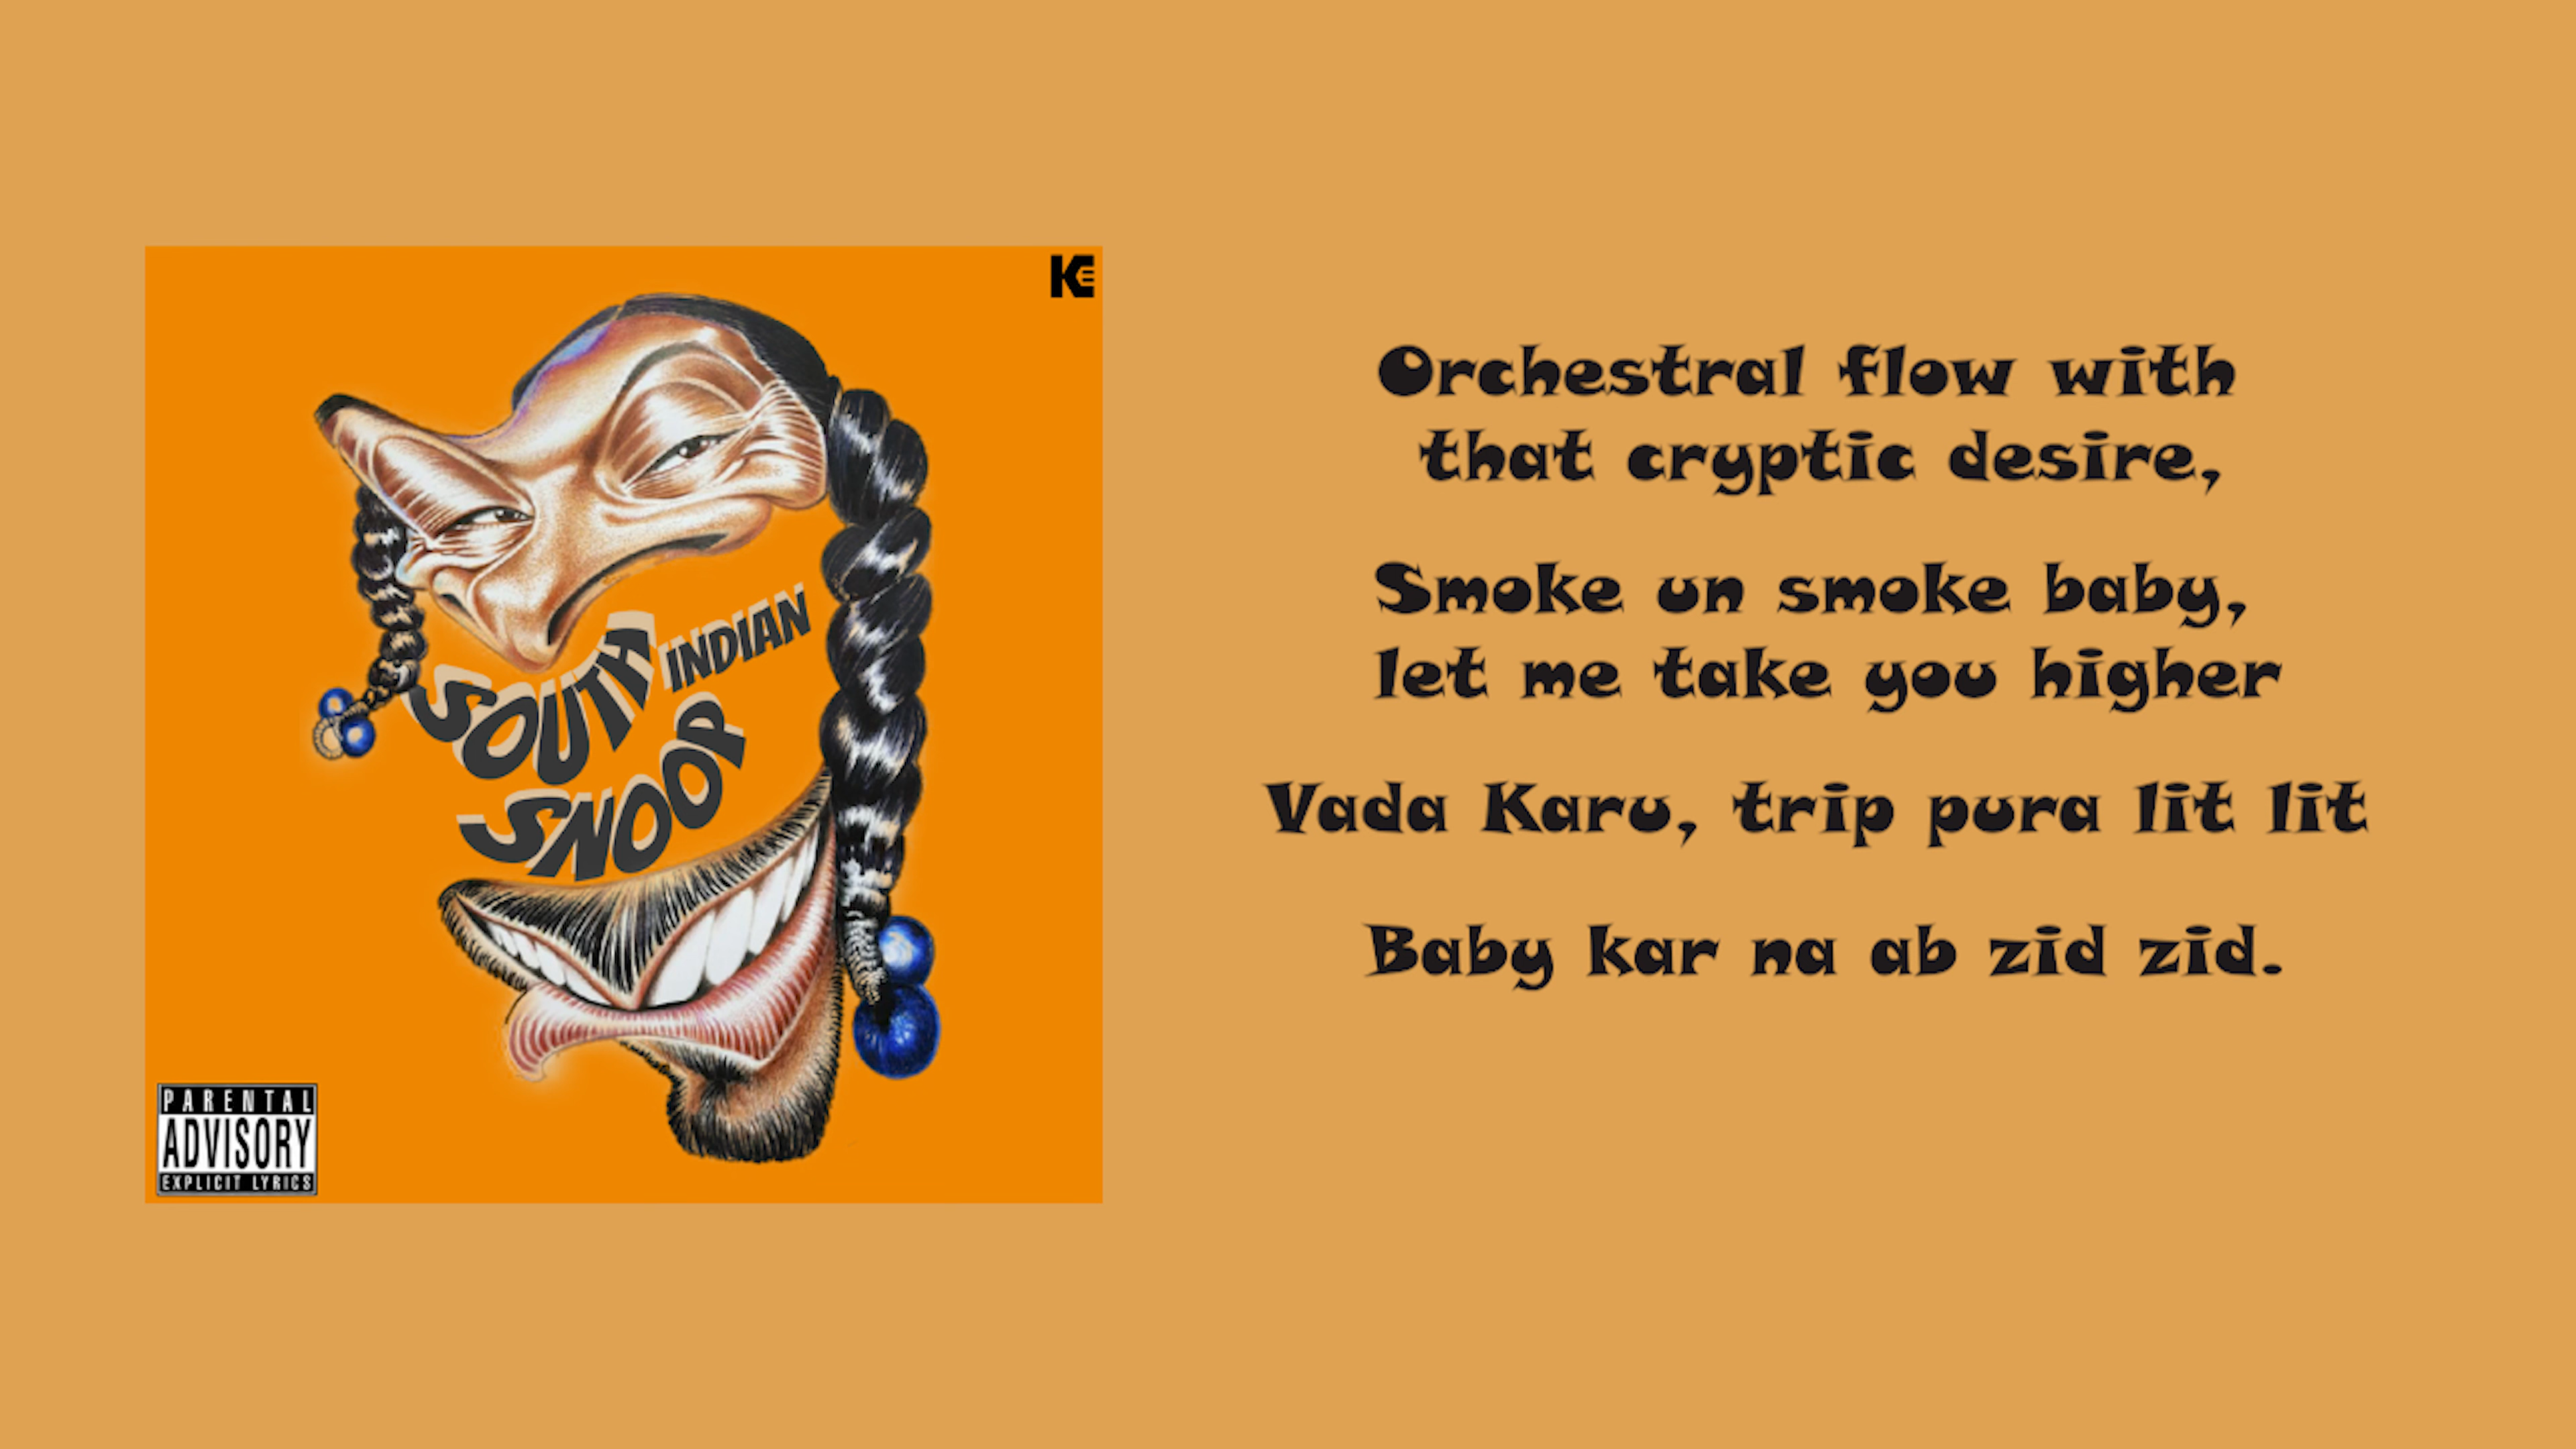 KE
SOUTH INDIAN
SNOOP
PARENTAL
ADVISORY
EXPLICIT LYRICS
Orchestral flow with
that cryptic desire,
Smoke un smoke baby,
let me take you higher
Vada Karu, trip pura lit lit
Baby kar na ab zid zid.